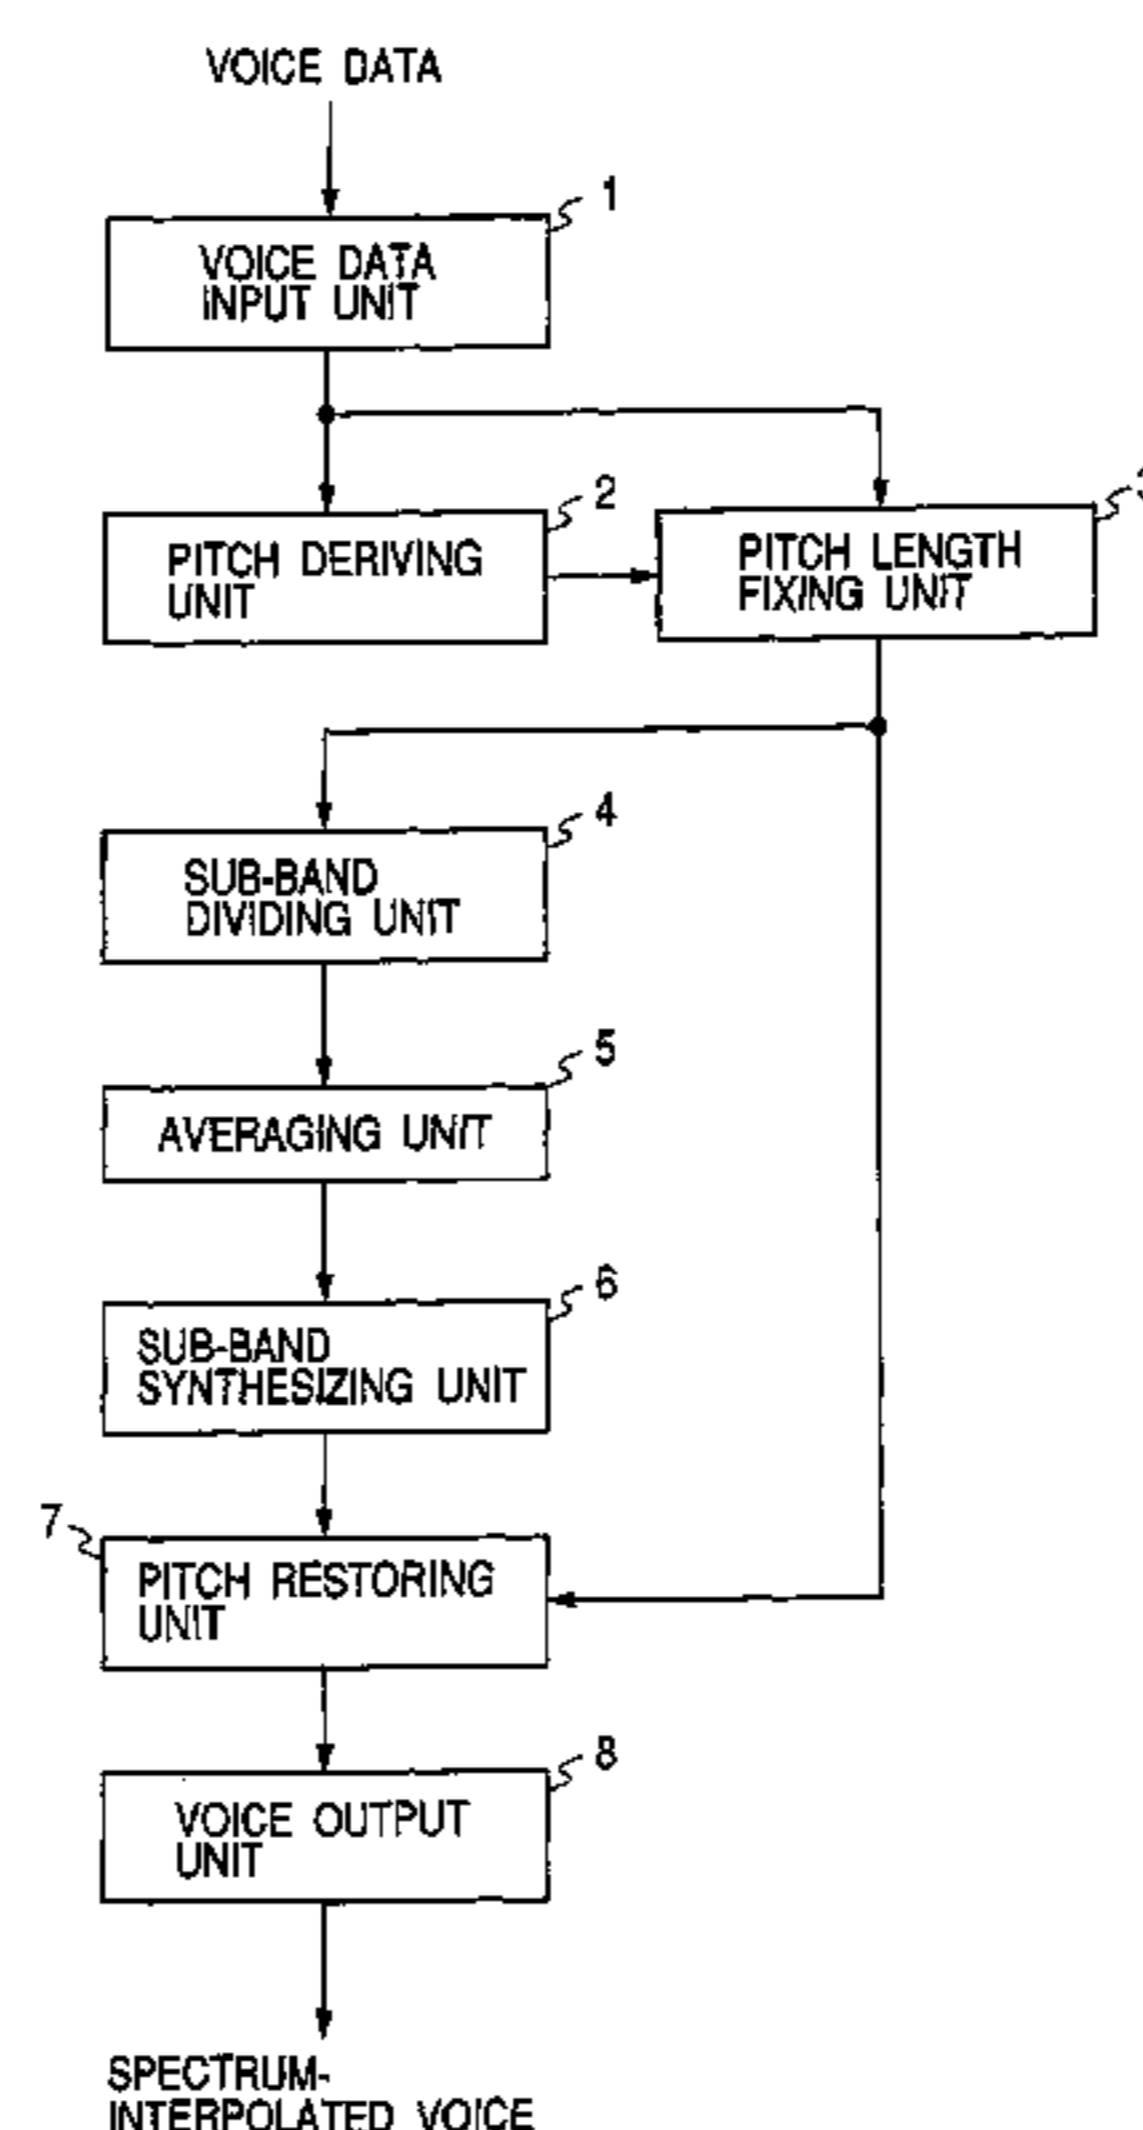 VOICE DATA
1
VOICE DATA
INPUT UNIT
2
PITCH DERIVING
UNIT
PITCH LENGTH
FIXING UNIT
4
SUB-BAND
DIVIDING UNIT
5
AVERAGING UNIT
6
SUB-BAND
SYNTHESIZING UNIT
7
PITCH RESTORING
UNIT
8
VOICE OUTPUT
UNIT
SPECTRUM-
INTERPOLATED VOICE